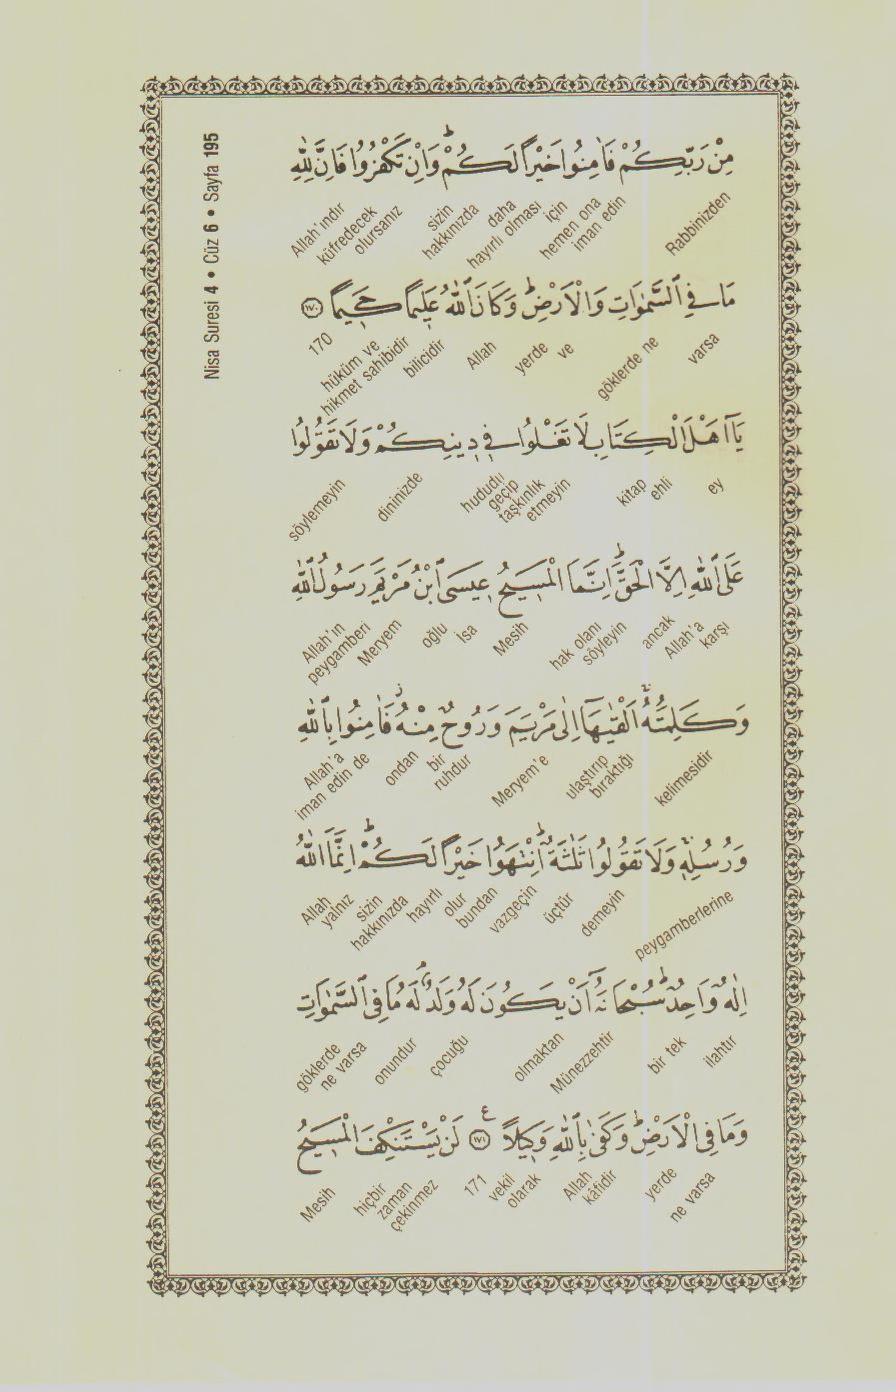 Nisa Suresi 4 • Cüz 6 • Sayfa 195
مِنْ رَبِّكُمْ فَاٰمِنُوا خَيْراً لَكُمْۜ وَاِنْ تَكْفُرُوا فَاِنَّ لِلّٰهِ
Rabbinizden hemen ona iman edin için daha hayırlı olması sizin hakkınızda küfredecek olursanız Allah'ındır
مَا فِي السَّمٰوَاتِ وَالْاَرْضِۜ وَكَانَ اللّٰهُ عَلٖيماً حَكٖيماً ﴿١٧٠﴾
varsa göklerde ne ve yerde Allah bilicidir hüküm ve hikmet sahibidir 170
يَٓا اَهْلَ الْكِتَابِ لَا تَغْلُوا فٖي دٖينِكُمْ وَلَا تَقُولُوا
ey ehli kitap hududu geçip taşkınlık etmeyin dininizde söylemeyin
عَلَى اللّٰهِ اِلَّا الْحَقَّۜ اِنَّمَا الْمَسٖيحُ عٖيسَى ابْنُ مَرْيَمَ رَسُولُ اللّٰهِ
Allah'a karşı ancak hak olanı söyleyin Mesih İsa oğlu Meryem Allah'ın peygamberi
وَكَلِمَتُهُۚ اَلْقٰيهَٓا اِلٰى مَرْيَمَ وَرُوحٌ مِنْهُۘ فَاٰمِنُوا بِاللّٰهِ
kelimesidir ulaştırıp bıraktığı Meryem'e bir ruhdur ondan Allah'a iman edin de
وَرُسُلِهٖۚ وَلَا تَقُولُوا ثَلٰثَةٌۜ اِنْتَهُوا خَيْراً لَكُمْۜ اِنَّمَا اللّٰهُ
peygamberlerine demeyin üçtür vazgeçin bundan olur hayırlı sizin hakkınızda yalnız Allah
اِلٰهٌ وَاحِدٌۜ سُبْحَانَهُٓ اَنْ يَكُونَ لَهُ وَلَدٌۢ لَهُ مَا فِي السَّمٰوَاتِ
ilahtır bir tek Münezzehtir olmaktan çocuğu onundur göklerde ne varsa
وَمَا فِي الْاَرْضِۜ وَكَفٰى بِاللّٰهِ وَكٖيلاً ﴿١٧١﴾ ع لَنْ يَسْتَنْكِفَ الْمَسٖيحُ
yerde ne varsa Allah kâfidir vekil olarak 171 hiçbir zaman çekinmez Mesih